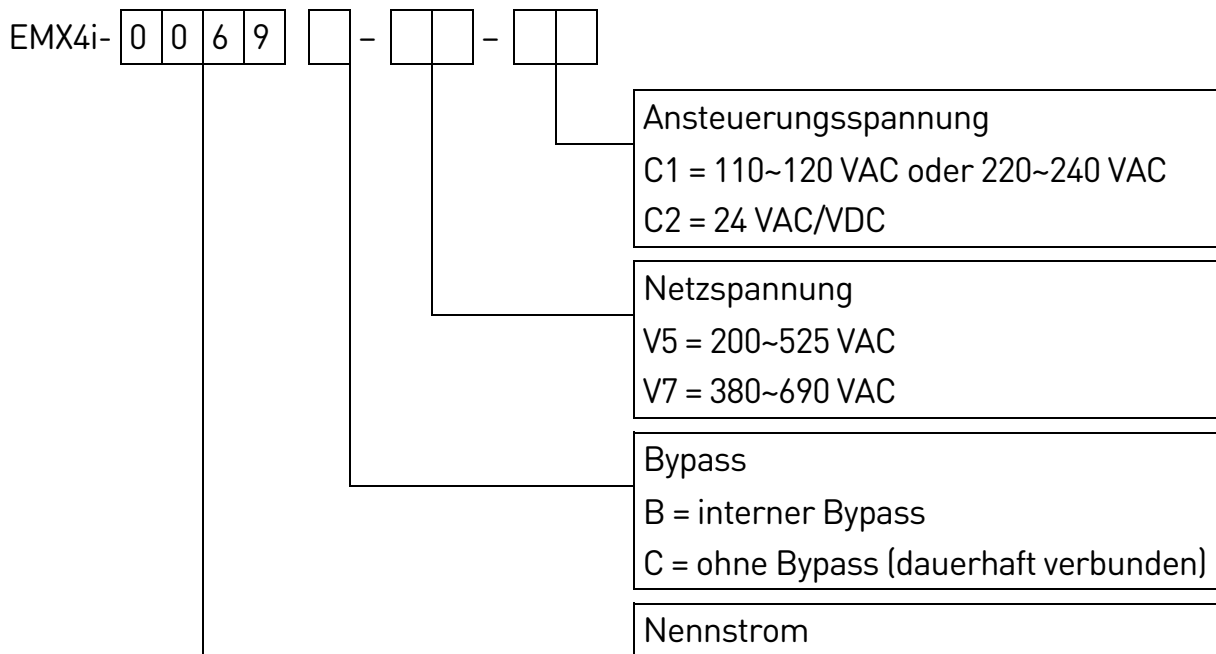 EMX4i- 0 0 6 9 – –
Ansteuerungsspannung
C1 = 110~120 VAC oder 220~240 VAC
C2 = 24 VAC/VDC
Netzspannung
V5 = 200~525 VAC
V7 = 380~690 VAC
Bypass
B = interner Bypass
C = ohne Bypass (dauerhaft verbunden)
Nennstrom